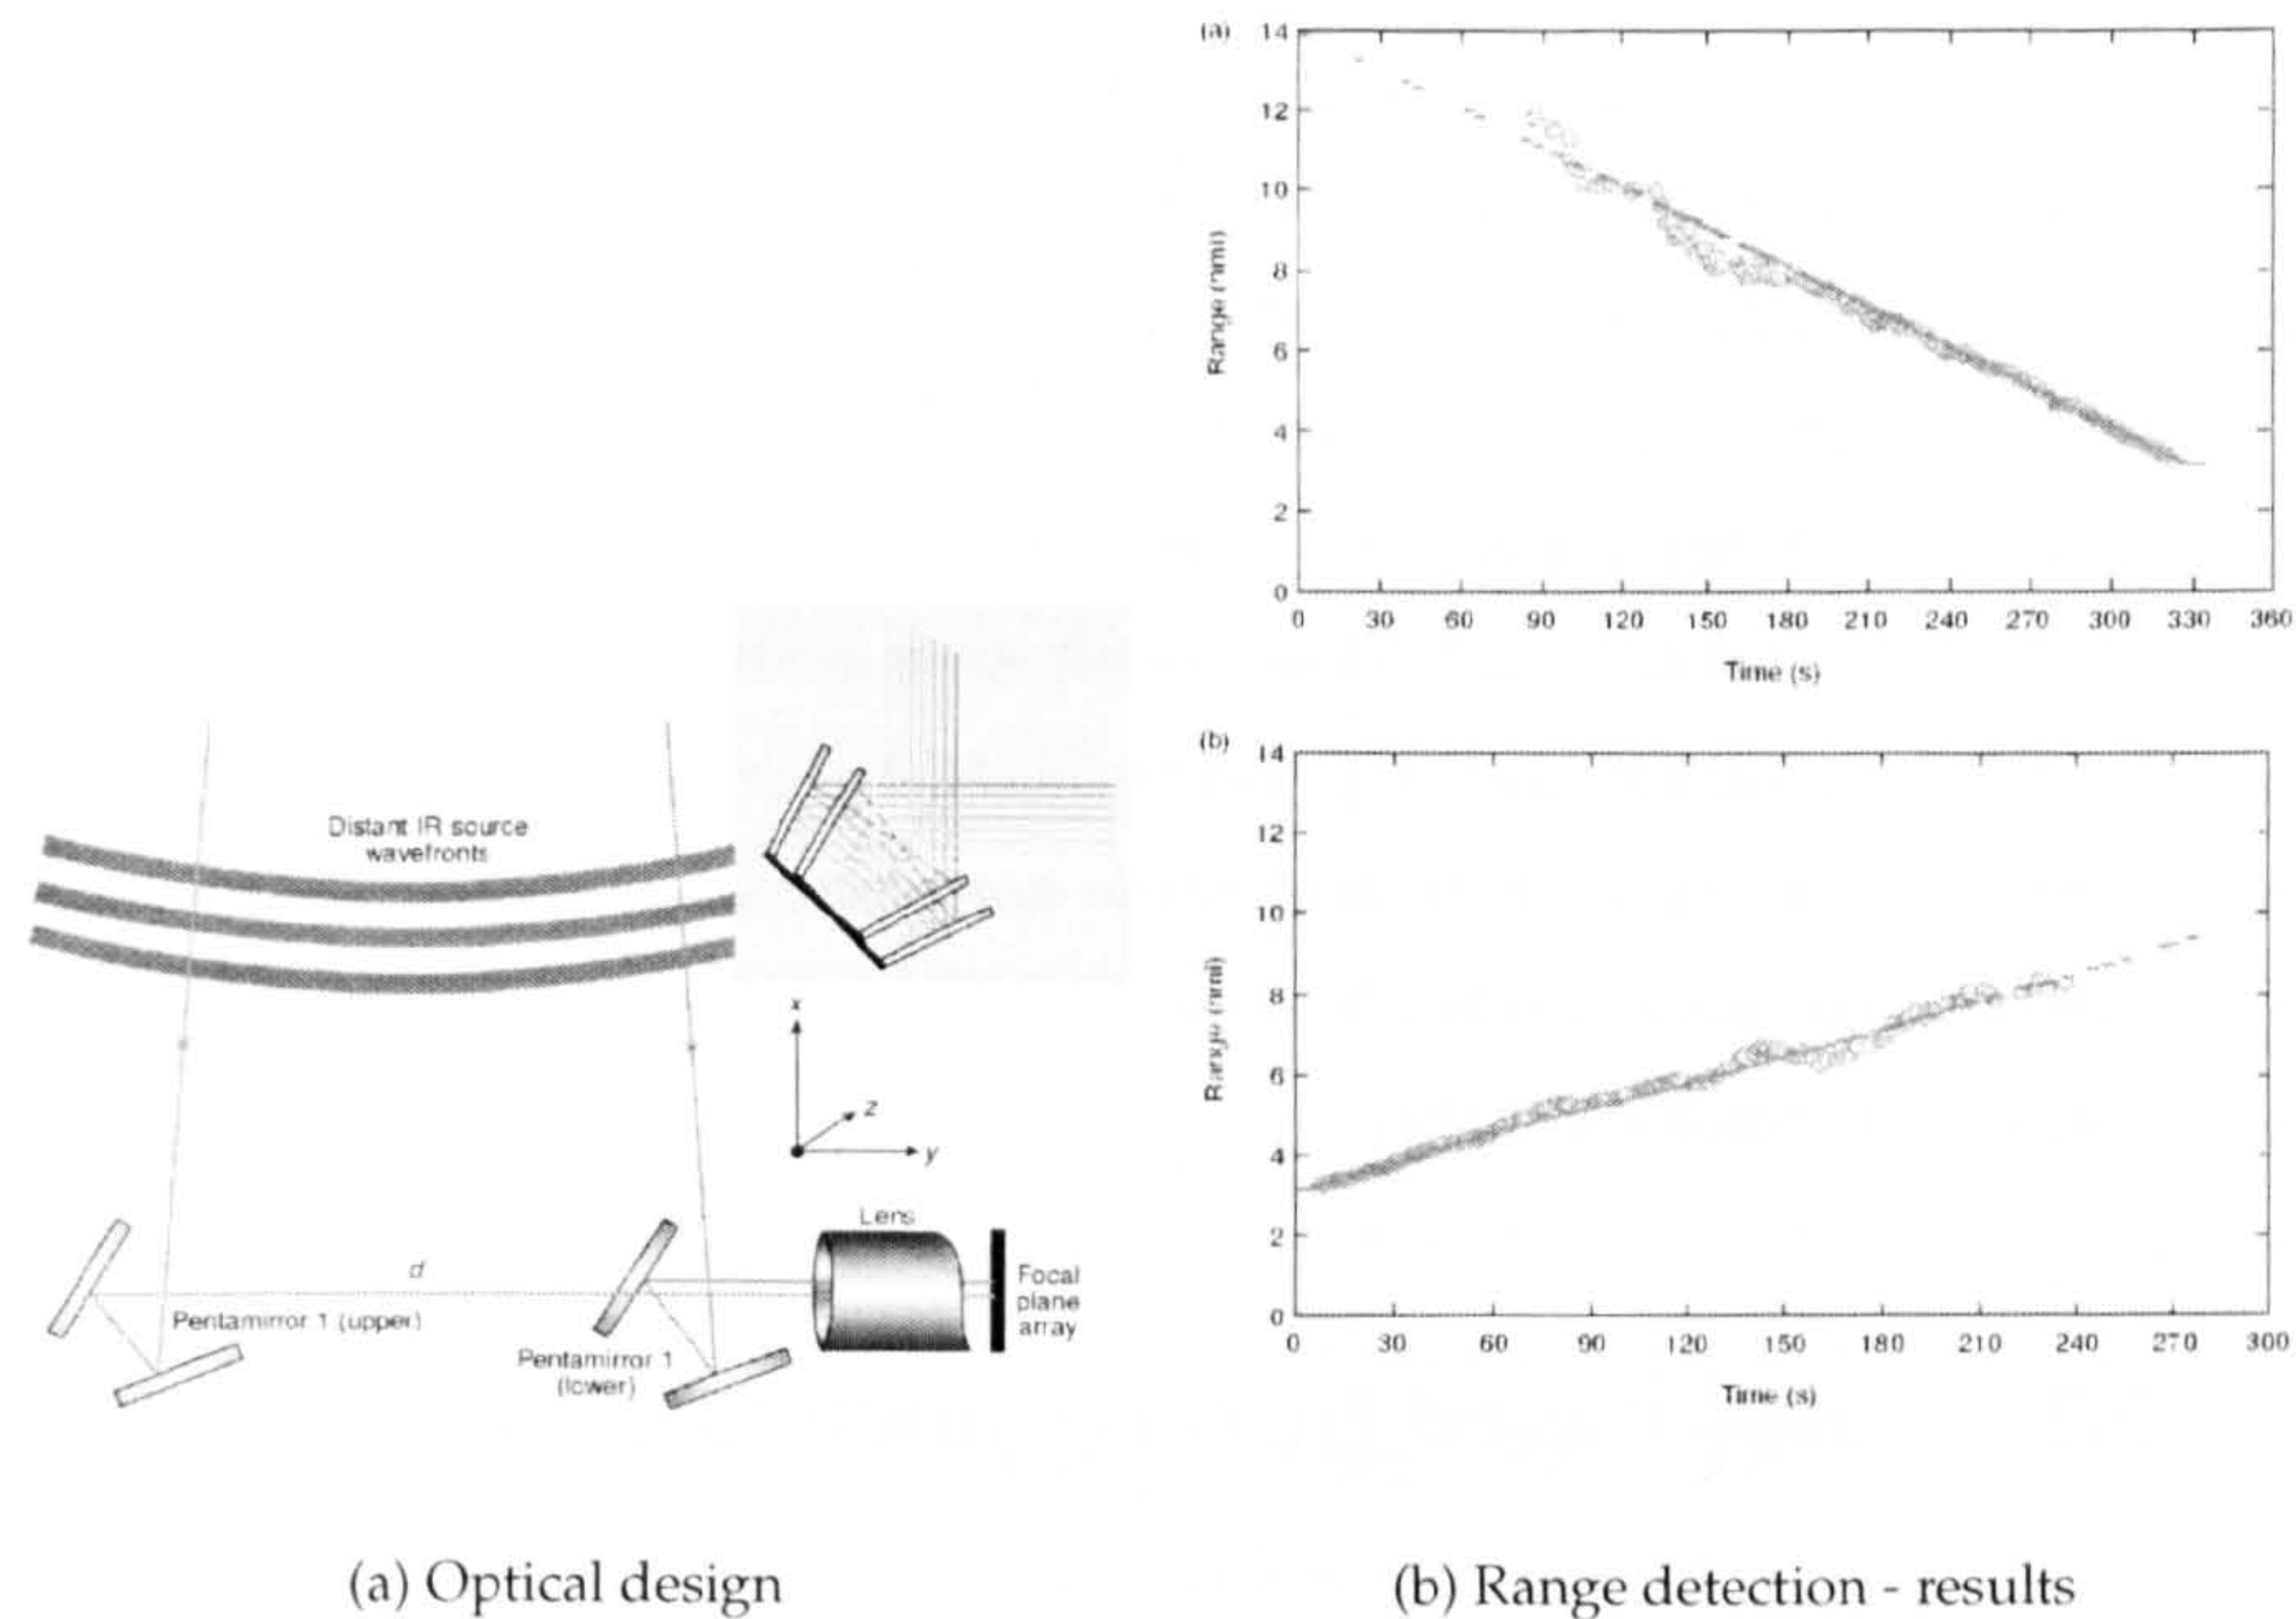 Distant IR source
wavefronts
x
z
y
d
Pentamirror 1 (upper)
Pentamirror 1
(lower)
Lens
Focal
plane
array
(a) Optical design
(a)
14
12
10
8
6
4
2
0
Range (nmi)
0 30 60 90 120 150 180 210 240 270 300 330 360
Time (s)
(b)
14
12
10
8
6
4
2
0
Range (nmi)
0 30 60 90 120 150 180 210 240 270 300
Time (s)
(b) Range detection - results